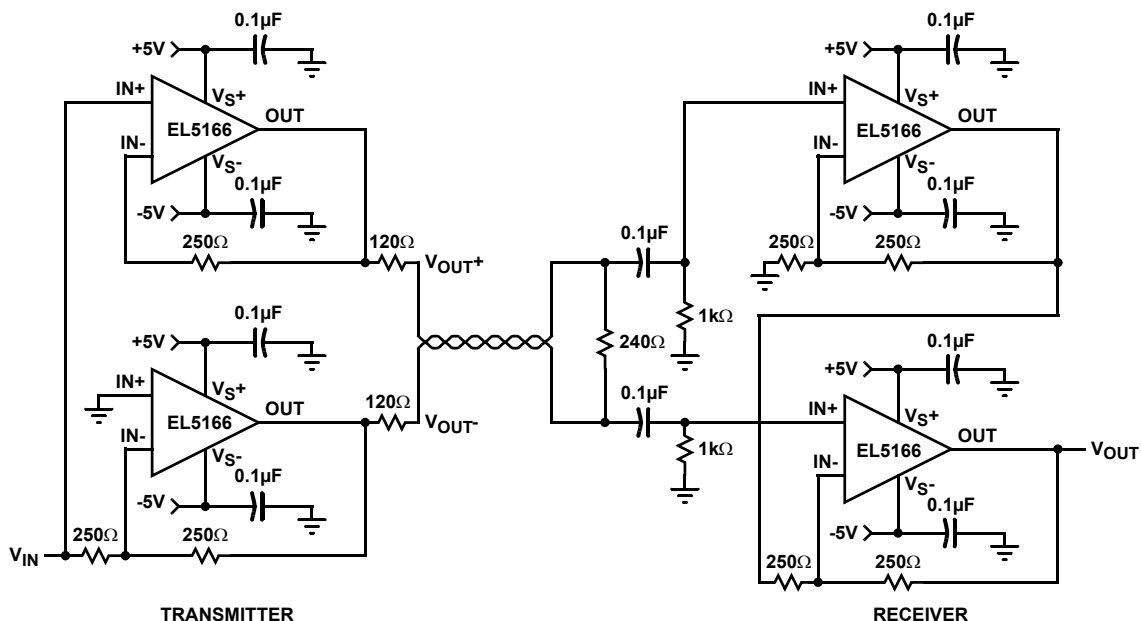 0.1µF
+5V
IN+
VS+
OUT
EL5166
IN-
VS-
0.1µF
-5V
250Ω
120Ω
VOUT+
0.1µF
+5V
IN+
VS+
OUT
120Ω
VOUT-
EL5166
IN-
VS-
0.1µF
-5V
250Ω
250Ω
VIN
TRANSMITTER
0.1µF
240Ω
1kΩ
0.1µF
1kΩ
0.1µF
+5V
IN+
VS+
OUT
EL5166
IN-
VS-
0.1µF
-5V
250Ω
250Ω
0.1µF
+5V
IN+
VS+
OUT
VOUT
EL5166
IN-
VS-
0.1µF
-5V
250Ω
250Ω
RECEIVER